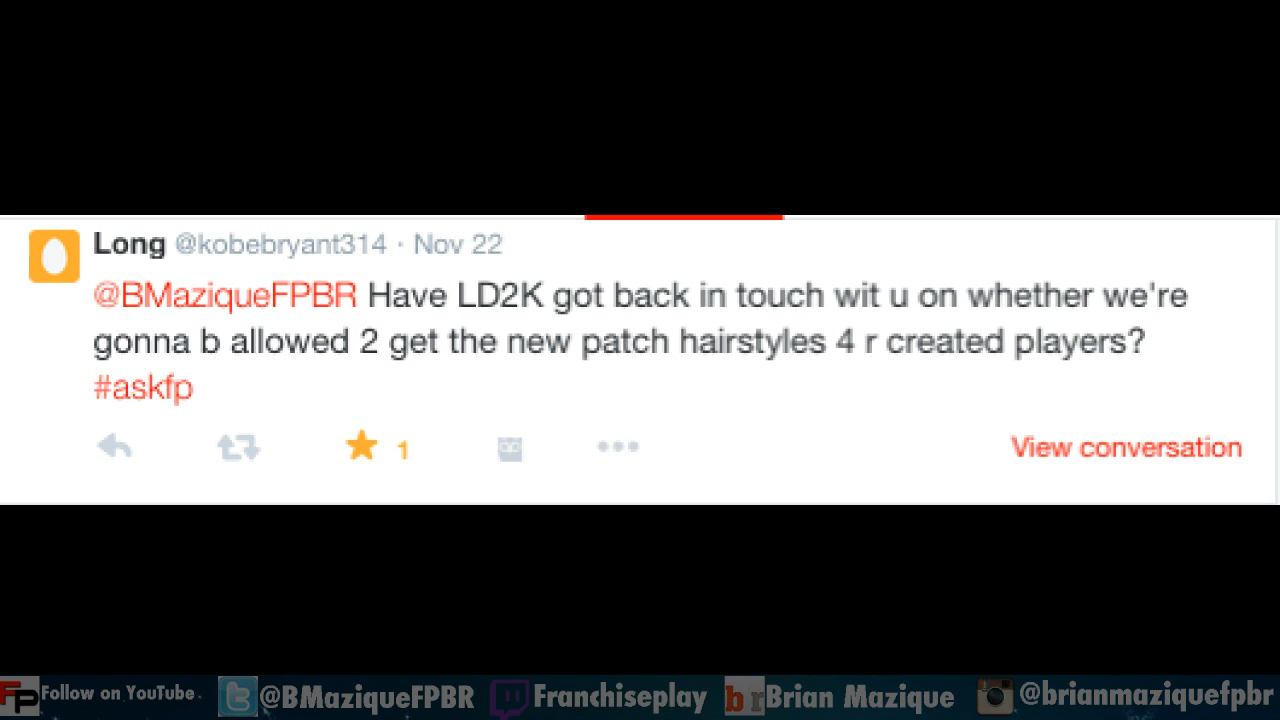 Long @kobebryant314 · Nov 22
@BMaziqueFPBR Have LD2K got back in touch wit u on whether we're
gonna b allowed 2 get the new patch hairstyles 4 r created players?
#askfp
1
View conversation
FP Follow on YouTube. @BMaziqueFPBR Franchiseplay br Brian Mazique @brianmaziquefpbr